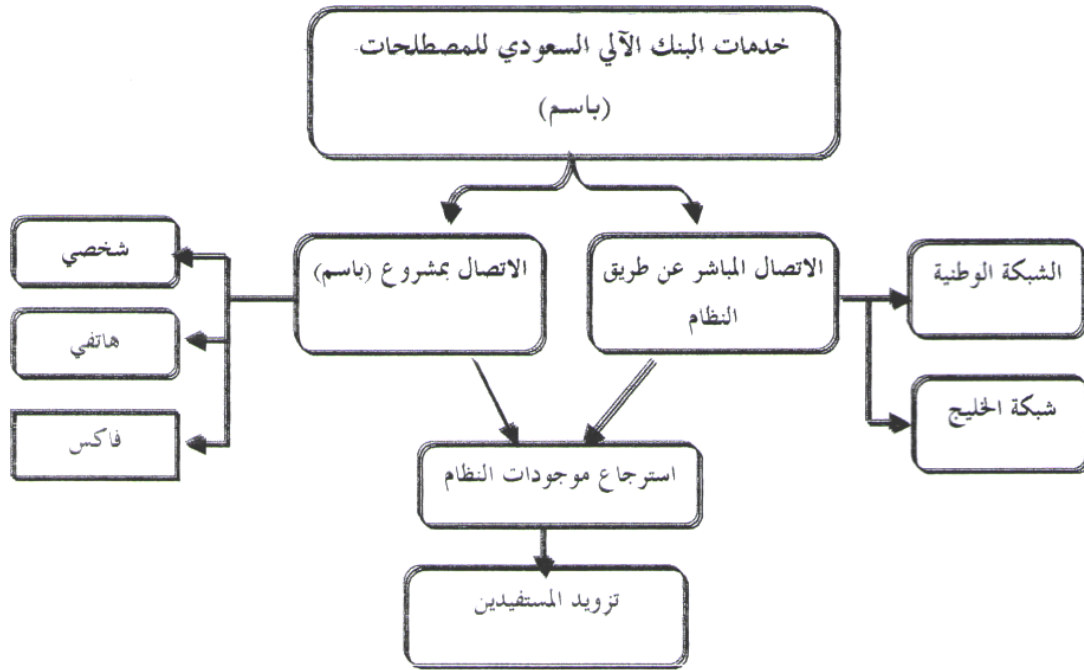 خدمات البنك الآلي السعودي للمصطلحات
(باسم)
الاتصال المباشر عن طريق
النظام
الاتصال بمشروع (باسم)
الشبكة الوطنية
شبكة الخليج
شخصي
هاتفي
فاكس
استرجاع موجودات النظام
تزويد المستفيدين